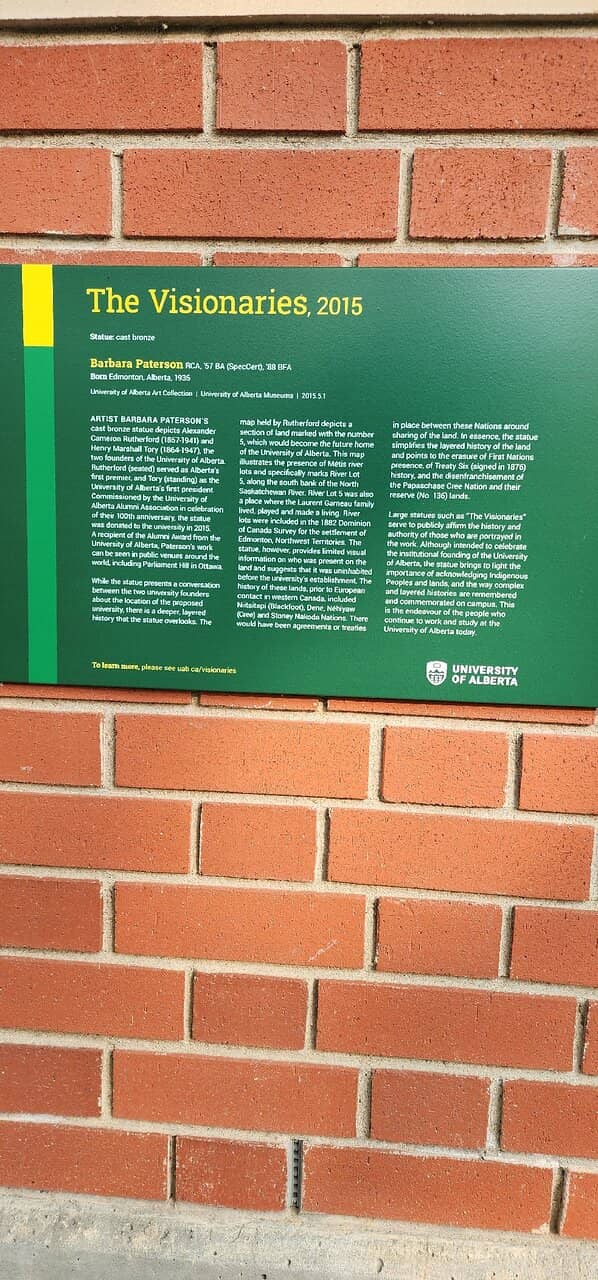 The Visionaries, 2015
Statue: cast bronze
Barbara Paterson RCA, '57 BA (SpecCert), '88 BFA
Born Edmonton, Alberta, 1935
University of Alberta Art Collection | University of Alberta Museums | 2015.5.1
ARTIST BARBARA PATERSON'S
cast bronze statue depicts Alexander
Cameron Rutherford (1857-1941) and
Henry Marshall Tory (1864-1947), the
two founders of the University of Alberta.
Rutherford (seated) served as Alberta's
first premier, and Tory (standing) as the
University of Alberta's first president
Commissioned by the University of
Alberta Alumni Association in celebration
of their 100th anniversary, the statue
was donated to the university in 2015.
A recipient of the Alumni Award from the
University of Alberta, Paterson's work
can be seen in public venues around the
world, including Parliament Hill in Ottawa.
While the statue presents a conversation
between the two university founders
about the location of the proposed
university, there is a deeper, layered
history that the statue overlooks. The
map held by Rutherford depicts a
section of land marked with the number
5, which would become the future home
of the University of Alberta. This map
illustrates the presence of Métis river
lots and specifically marks River Lot
5, along the south bank of the North
Saskatchewan River. River Lot 5 was also
a place where the Laurent Garneau family
lived, played and made a living. River
lots were included in the 1882 Dominion
of Canada Survey for the settlement of
Edmonton, Northwest Territories. The
statue, however, provides limited visual
information on who was present on the
land and suggests that it was uninhabited
before the university's establishment. The
history of these lands, prior to European
contact in western Canada, included
Niitsitapi (Blackfoot), Dene, Nêhiyaw
(Cree) and Stoney Nakoda Nations. There
would have been agreements or treaties
in place between these Nations around
sharing of the land. In essence, the statue
simplifies the layered history of the land
and points to the erasure of First Nations
presence, of Treaty Six (signed in 1876)
history, and the disenfranchisement of
the Papaschase Cree Nation and their
reserve (No. 136) lands.
Large statues such as "The Visionaries"
serve to publicly affirm the history and
authority of those who are portrayed in
the work. Although intended to celebrate
the institutional founding of the University
of Alberta, the statue brings to light the
importance of acknowledging Indigenous
Peoples and lands, and the way complex
and layered histories are remembered
and commemorated on campus. This
is the endeavour of the people who
continue to work and study at the
University of Alberta today.
To learn more, please see uab.ca/visionaries
UNIVERSITY
OF ALBERTA